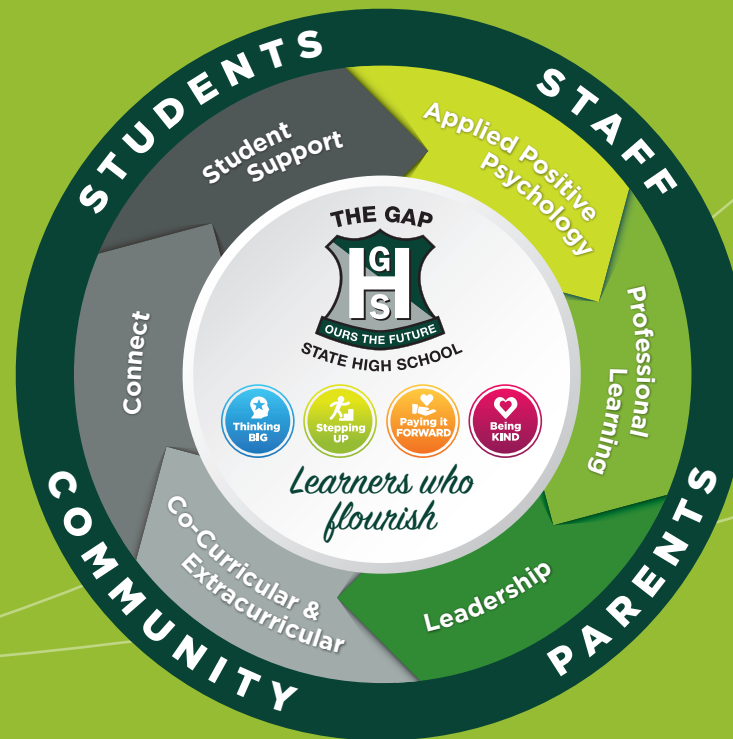 STUDENTS
STAFF
PARENTS
COMMUNITY
Student
Support
Applied Positive
Psychology
Professional
Learning
Leadership
Co-Curricular &
Extracurricular
Connect
THE GAP
G
H
S
OURS THE FUTURE
STATE HIGH SCHOOL
Thinking
BIG
Stepping
UP
Paying it
FORWARD
Being
KIND
Learners who
flourish